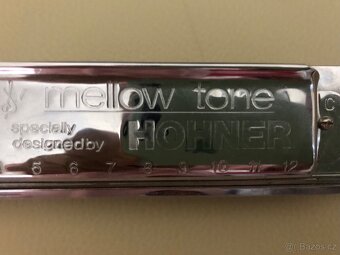 mellow tone
C
specially
designed by HOHNER
5 6 7 8 9 10 11 12
© Bazos.cz